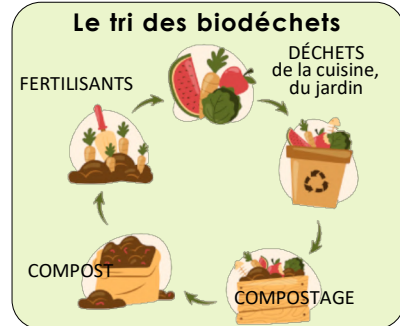 Le tri des biodéchets
DÉCHETS
de la cuisine,
du jardin
FERTILISANTS
COMPOST
COMPOSTAGE